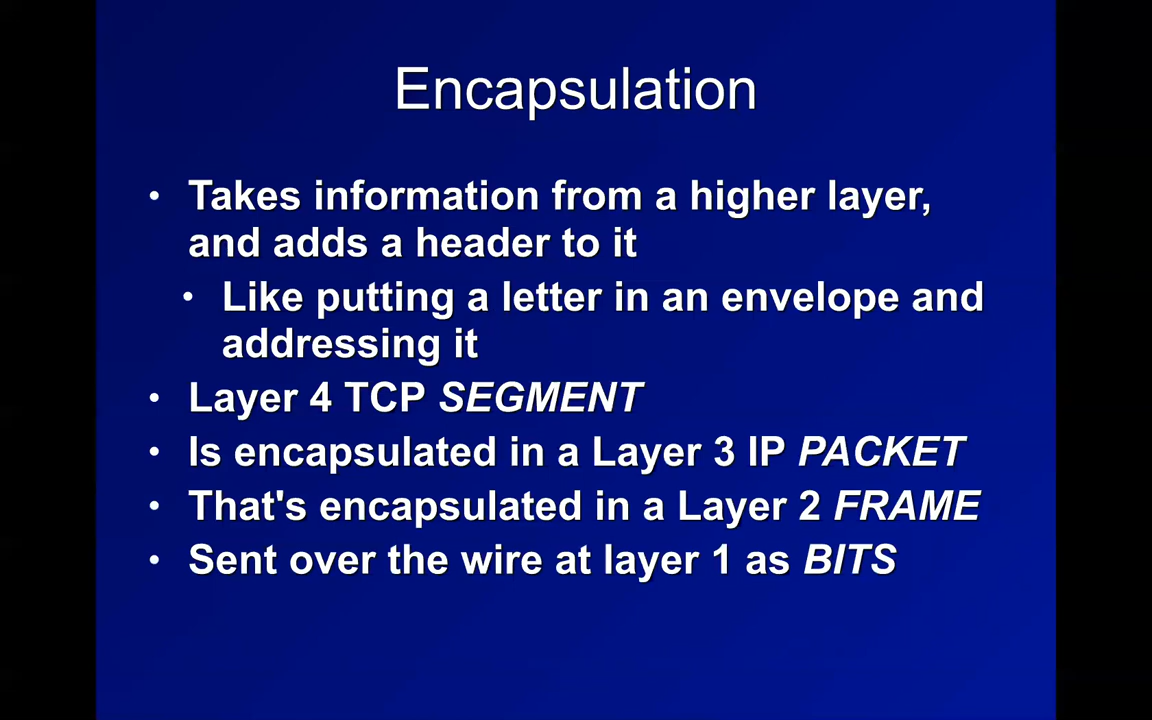 Encapsulation
• Takes information from a higher layer,
and adds a header to it
• Like putting a letter in an envelope and
addressing it
• Layer 4 TCP SEGMENT
• Is encapsulated in a Layer 3 IP PACKET
• That's encapsulated in a Layer 2 FRAME
• Sent over the wire at layer 1 as BITS